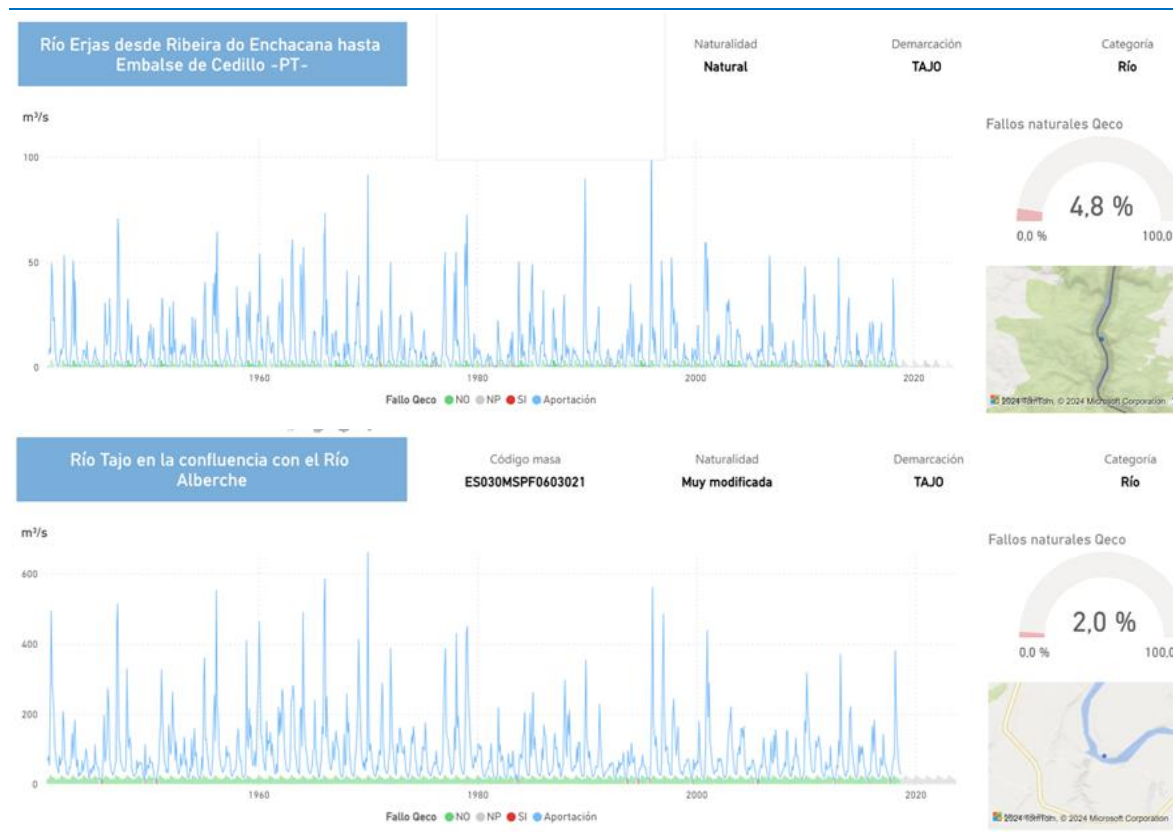 Río Erjas desde Ribeira do Enchacana hasta
Embalse de Cedillo -PT-
Naturalidad
Natural
Demarcación
TAJO
Categoría
Río
m³/s
100
50
0
1960
1980
2000
2020
Fallo Qeco NO NP SI Aportación
Fallos naturales Qeco
4,8 %
0,0 %
100,0
© 2024 TomTom, © 2024 Microsoft Corporation
Río Tajo en la confluencia con el Río
Alberche
Código masa
ES030MSPF0603021
Naturalidad
Muy modificada
Demarcación
TAJO
Categoría
Río
m³/s
600
400
200
0
1960
1980
2000
2020
Fallo Qeco NO NP SI Aportación
Fallos naturales Qeco
2,0 %
0,0 %
100,0
© 2024 TomTom, © 2024 Microsoft Corporation